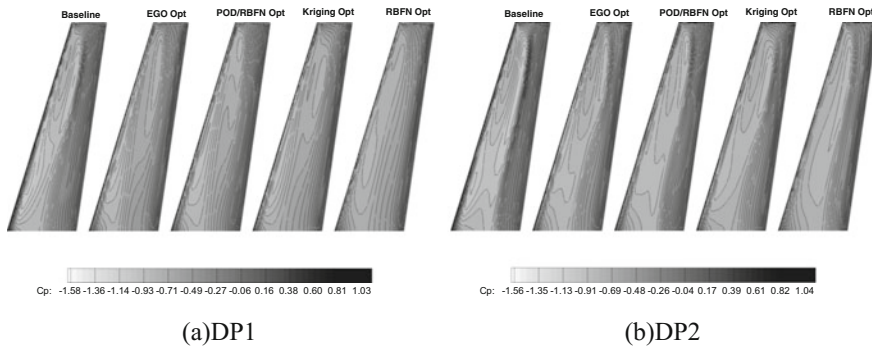 Baseline EGO Opt POD/RBFN Opt Kriging Opt RBFN Opt
Cp: -1.58 -1.36 -1.14 -0.93 -0.71 -0.49 -0.27 -0.06 0.16 0.38 0.60 0.81 1.03
(a)DP1
Baseline EGO Opt POD/RBFN Opt Kriging Opt RBFN Opt
Cp: -1.56 -1.35 -1.13 -0.91 -0.69 -0.48 -0.26 -0.04 0.17 0.39 0.61 0.82 1.04
(b)DP2